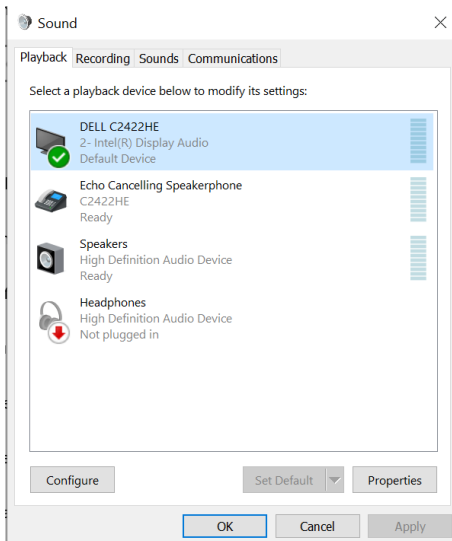 Sound
Playback Recording Sounds Communications
Select a playback device below to modify its settings:
DELL C2422HE
2- Intel(R) Display Audio
Default Device
Echo Cancelling Speakerphone
C2422HE
Ready
Speakers
High Definition Audio Device
Ready
Headphones
High Definition Audio Device
Not plugged in
Configure Set Default Properties
OK Cancel Apply